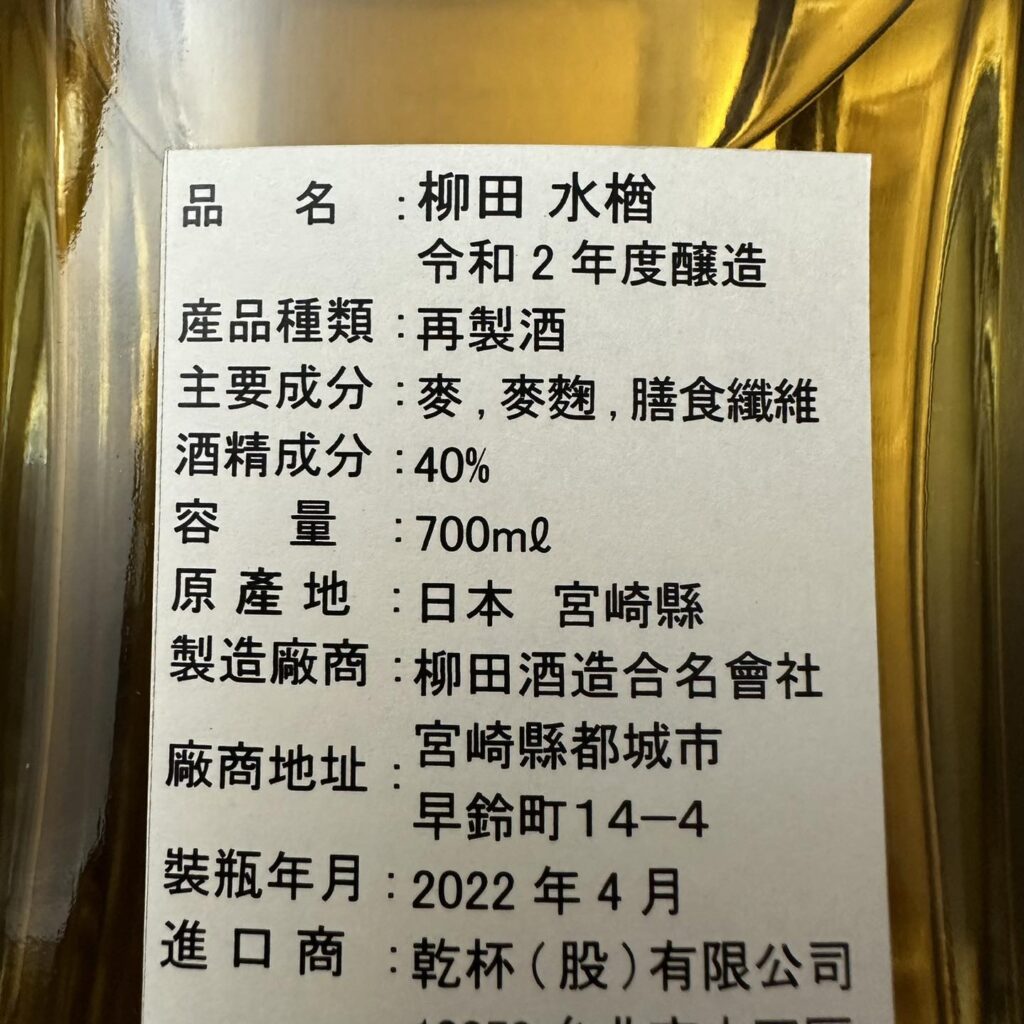 品名:柳田 水楢
令和2年度釀造
產品種類:再製酒
主要成分:麥,麥麴,膳食纖維
酒精成分:40%
容量:700mℓ
原產地:日本 宮崎縣
製造廠商:柳田酒造合名會社
廠商地址:宮崎縣都城市
早鈴町14-4
裝瓶年月:2022年4月
進口商:乾杯(股)有限公司